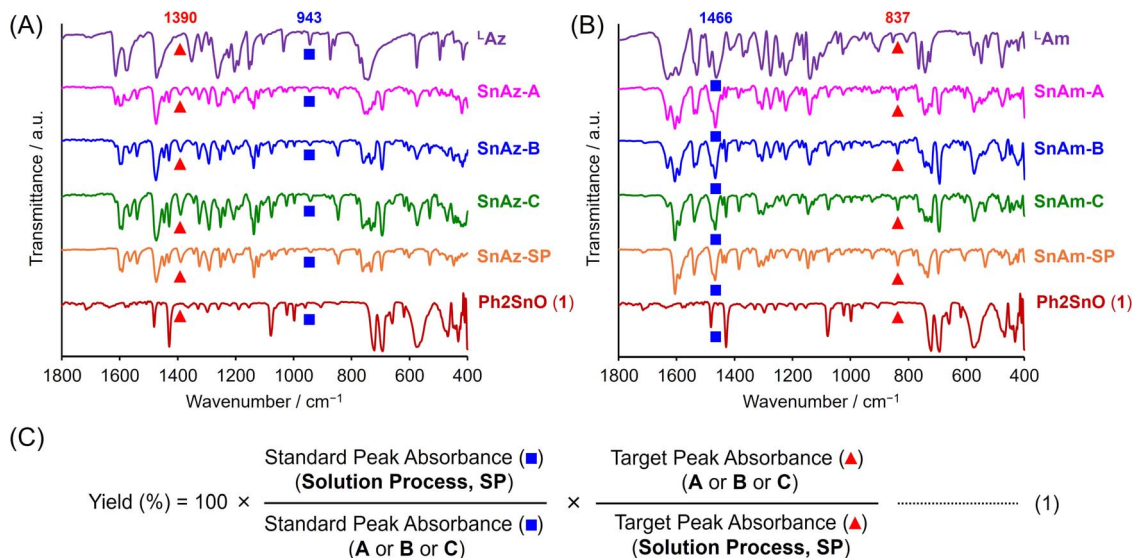 (A)
1390 943
ᴸAz
SnAz-A
SnAz-B
SnAz-C
SnAz-SP
Ph2SnO (1)
Transmittance / a.u.
1800 1600 1400 1200 1000 800 600 400
Wavenumber / cm⁻¹
(B)
1466 837
ᴸAm
SnAm-A
SnAm-B
SnAm-C
SnAm-SP
Ph2SnO (1)
Transmittance / a.u.
1800 1600 1400 1200 1000 800 600 400
Wavenumber / cm⁻¹
(C)
Standard Peak Absorbance (■) Target Peak Absorbance (▲)
(Solution Process, SP) (A or B or C)
Yield (%) = 100 × × (1)
Standard Peak Absorbance (■) Target Peak Absorbance (▲)
(A or B or C) (Solution Process, SP)